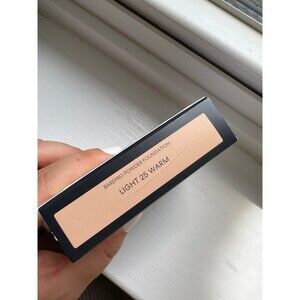 BAREPRO POWDER FOUNDATION
LIGHT 25 WARM